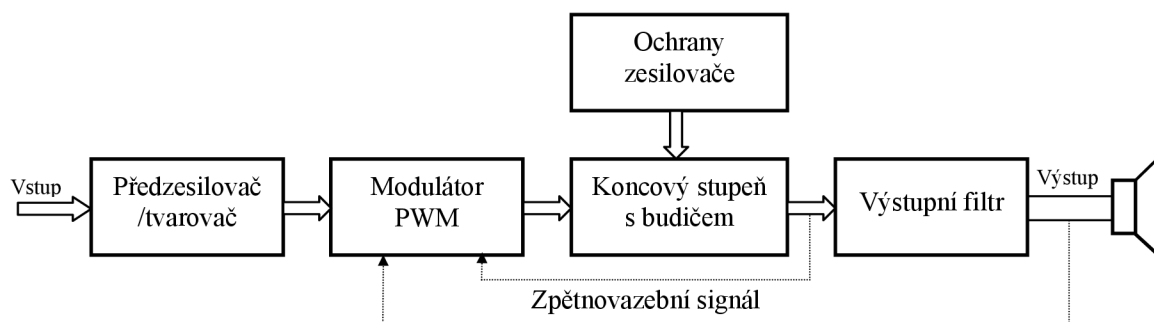 Ochrany
zesilovače
Vstup
Předzesilovač
/tvarovač
Modulátor
PWM
Koncový stupeň
s budičem
Výstupní filtr
Výstup
Zpětnovazební signál